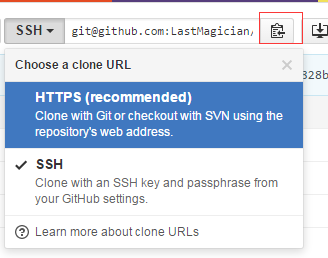 SSH git@github.com:LastMagician/
Choose a clone URL
328b
HTTPS (recommended)
Clone with Git or checkout with SVN using the
repository's web address.
SSH
Clone with an SSH key and passphrase from
your GitHub settings.
Learn more about clone URLs